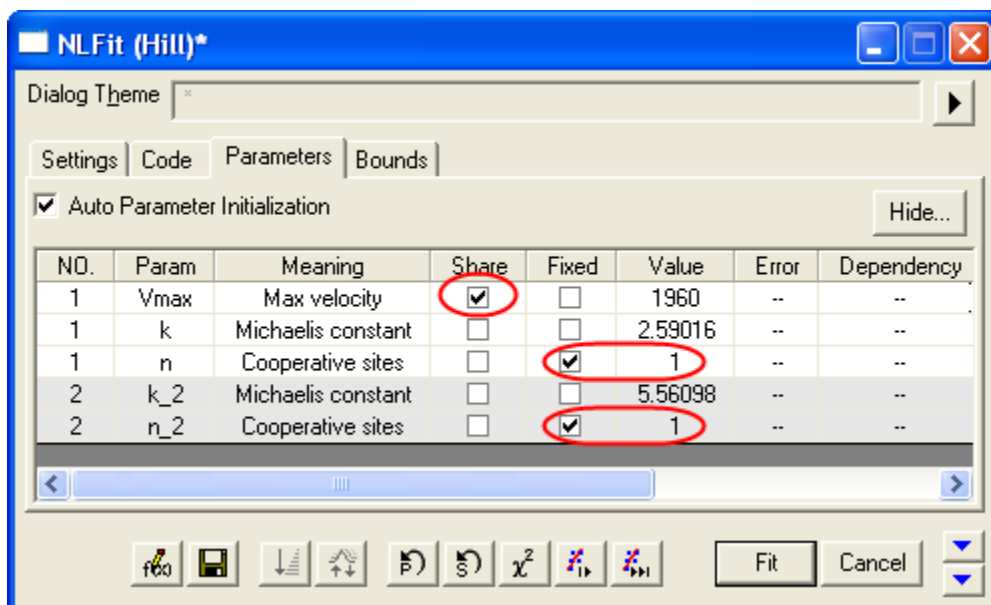 NLFit (Hill)*
Dialog Theme *
Settings Code Parameters Bounds
Auto Parameter Initialization Hide...
NO. Param Meaning Share Fixed Value Error Dependency
1 Vmax Max velocity 1960 -- --
1 k Michaelis constant 2.59016 -- --
1 n Cooperative sites 1 -- --
2 k_2 Michaelis constant 5.56098 -- --
2 n_2 Cooperative sites 1 -- --
P S χ² Fit Cancel